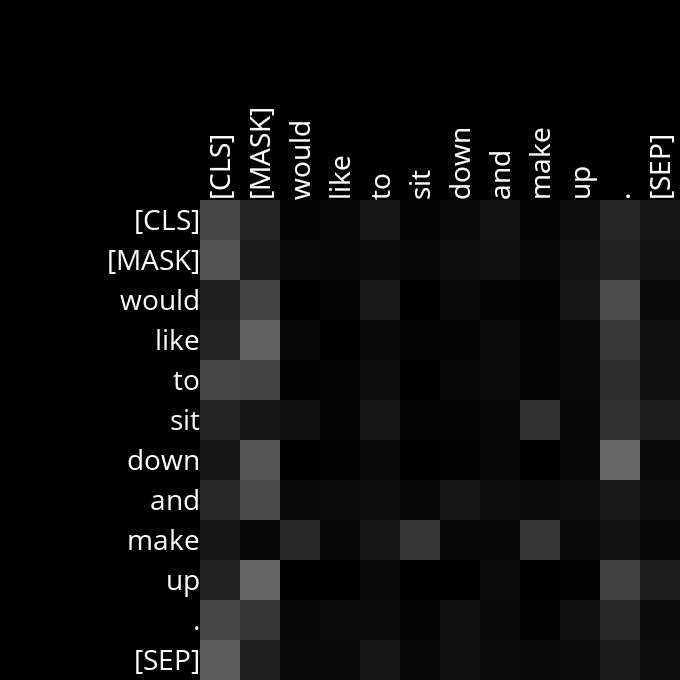 [CLS] [MASK] would like to sit down and make up . [SEP]
[CLS]
[MASK]
would
like
to
sit
down
and
make
up
.
[SEP]